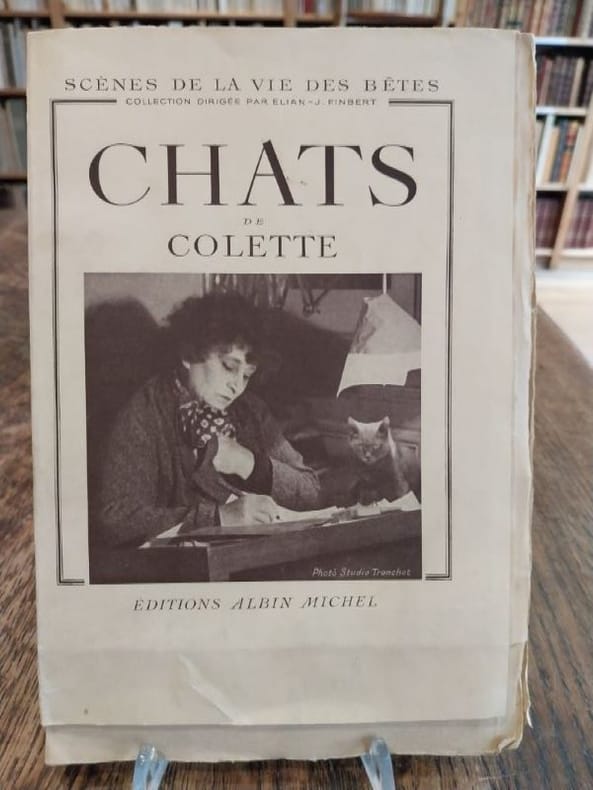 SCÈNES DE LA VIE DES BÊTES
COLLECTION DIRIGÉE PAR ELIAN-J. FINBERT
CHATS
DE
COLETTE
Photo Studio Tronchet
ÉDITIONS ALBIN MICHEL